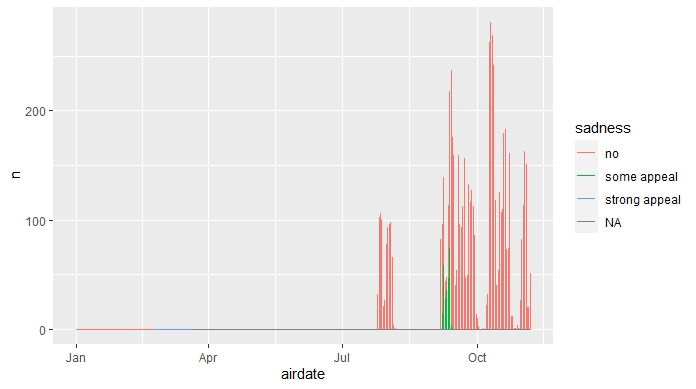 200
100
0
n
Jan
Apr
Jul
Oct
airdate
sadness
no
some appeal
strong appeal
NA